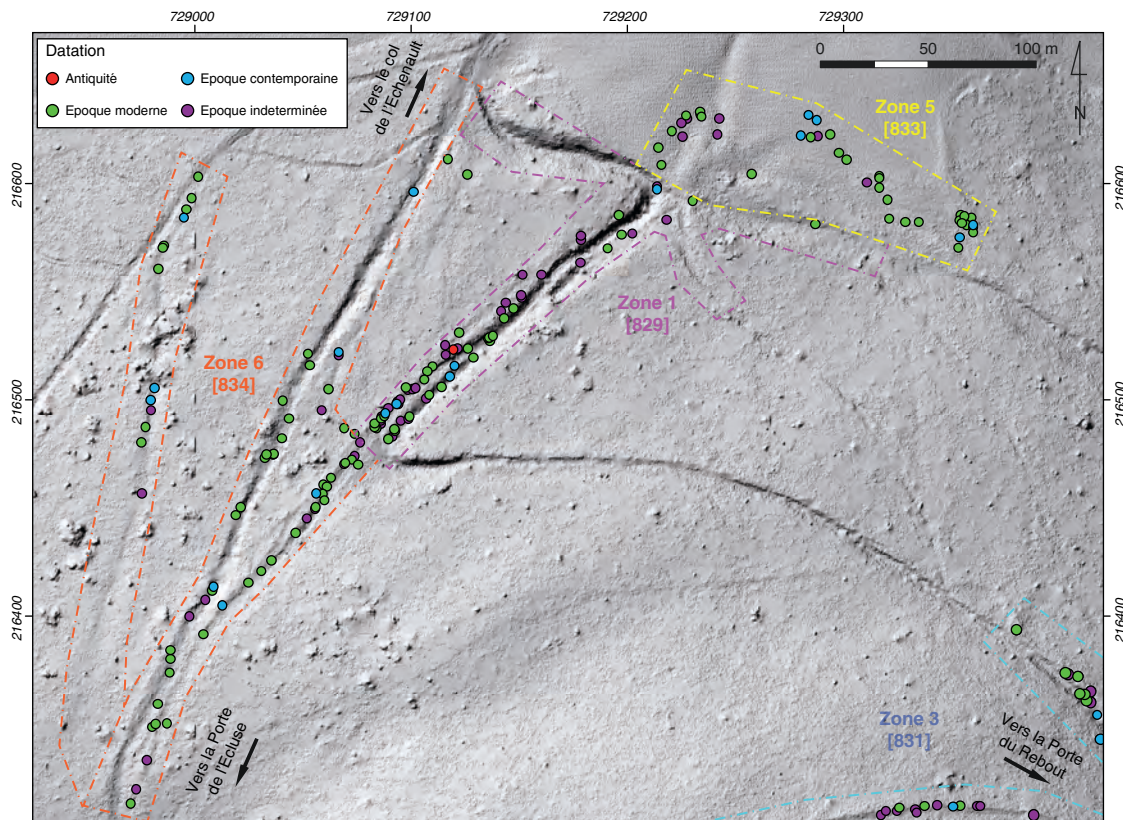 729000
729100
729200
729300
Datation
Antiquité
Epoque contemporaine
Epoque moderne
Epoque indeterminée
Vers le col
de l'Echenault
0
50
100 m
N
Zone 5
[833]
216600
216600
Zone 1
[829]
Zone 6
[834]
216500
216500
216400
216400
Zone 3
[831]
Vers la Porte
de l'Ecluse
Vers la Porte
du Rebout